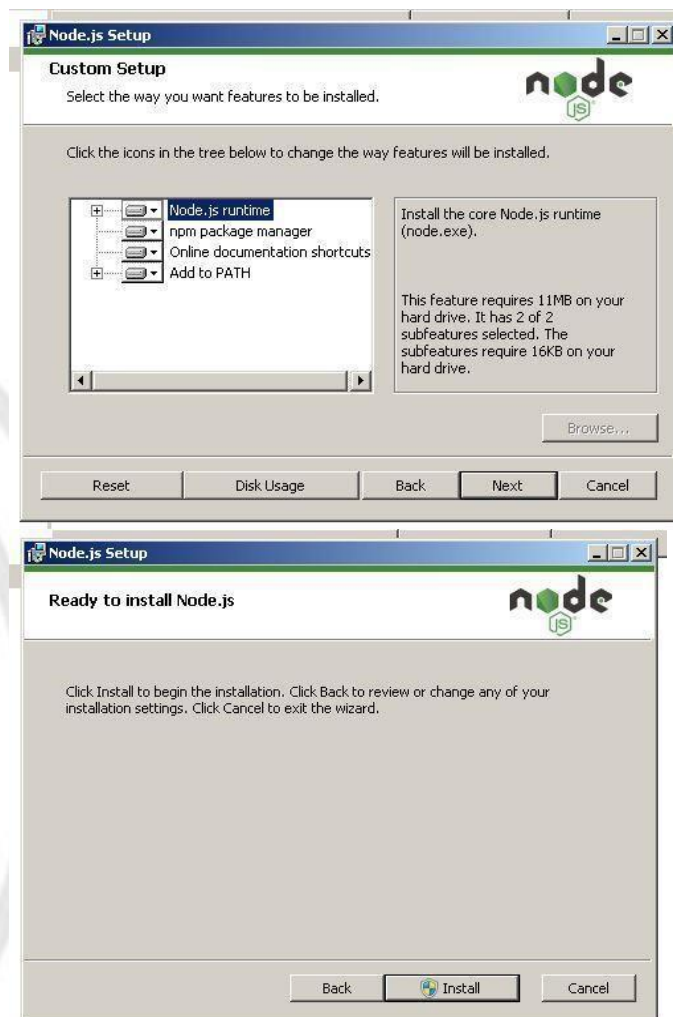 Node.js Setup
Custom Setup
Select the way you want features to be installed.
node
JS
Click the icons in the tree below to change the way features will be installed.
Node.js runtime
npm package manager
Online documentation shortcuts
Add to PATH
Install the core Node.js runtime
(node.exe).
This feature requires 11MB on your
hard drive. It has 2 of 2
subfeatures selected. The
subfeatures require 16KB on your
hard drive.
Browse...
Reset Disk Usage Back Next Cancel
Node.js Setup
Ready to install Node.js
node
JS
Click Install to begin the installation. Click Back to review or change any of your
installation settings. Click Cancel to exit the wizard.
Back Install Cancel